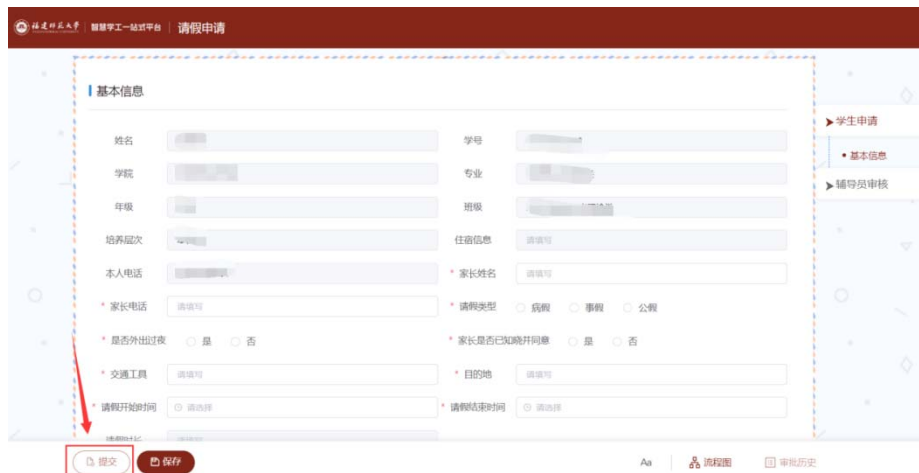 福建师范大学 智慧学工一站式平台 请假申请
基本信息
学生申请
姓名 学号
基本信息
学院 专业
辅导员审核
年级 班级
培养层次 住宿信息 请填写
本人电话 * 家长姓名 请填写
* 家长电话 请填写 * 请假类型 病假 事假 公假
* 是否外出过夜 是 否 * 家长是否已知晓并同意 是 否
* 交通工具 请填写 * 目的地 请填写
* 请假开始时间 请选择 * 请假结束时间 请选择
请假时长 请填写
提交 保存 Aa 流程图 审批历史